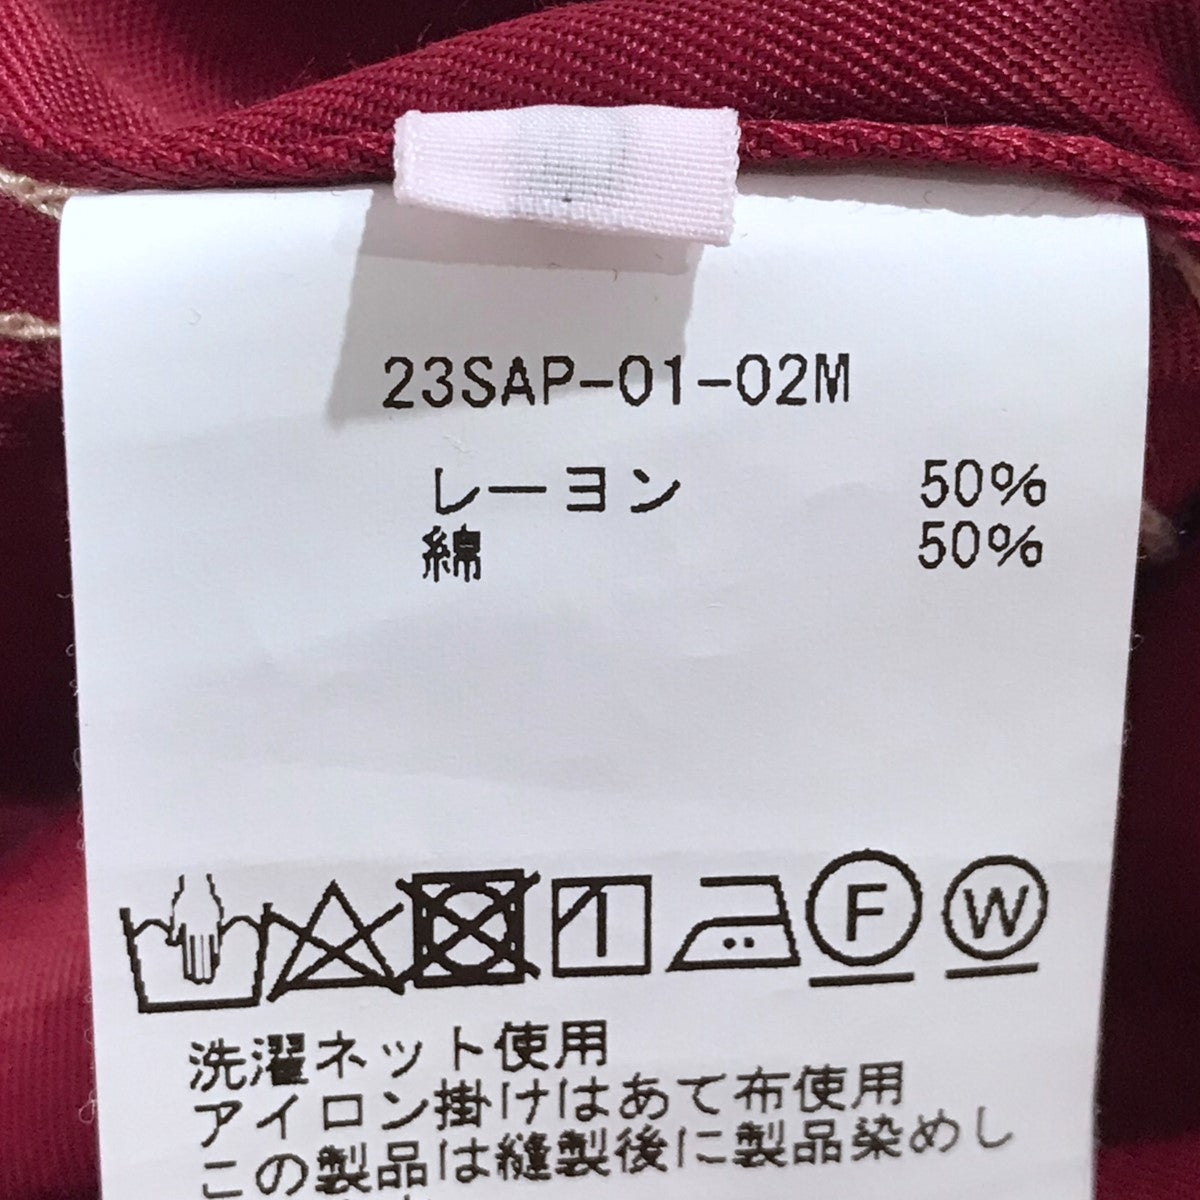 23SAP-01-02M
レーヨン 50%
綿 50%
F W
洗濯ネット使用
アイロン掛けはあて布使用
この製品は縫製後に製品染めし